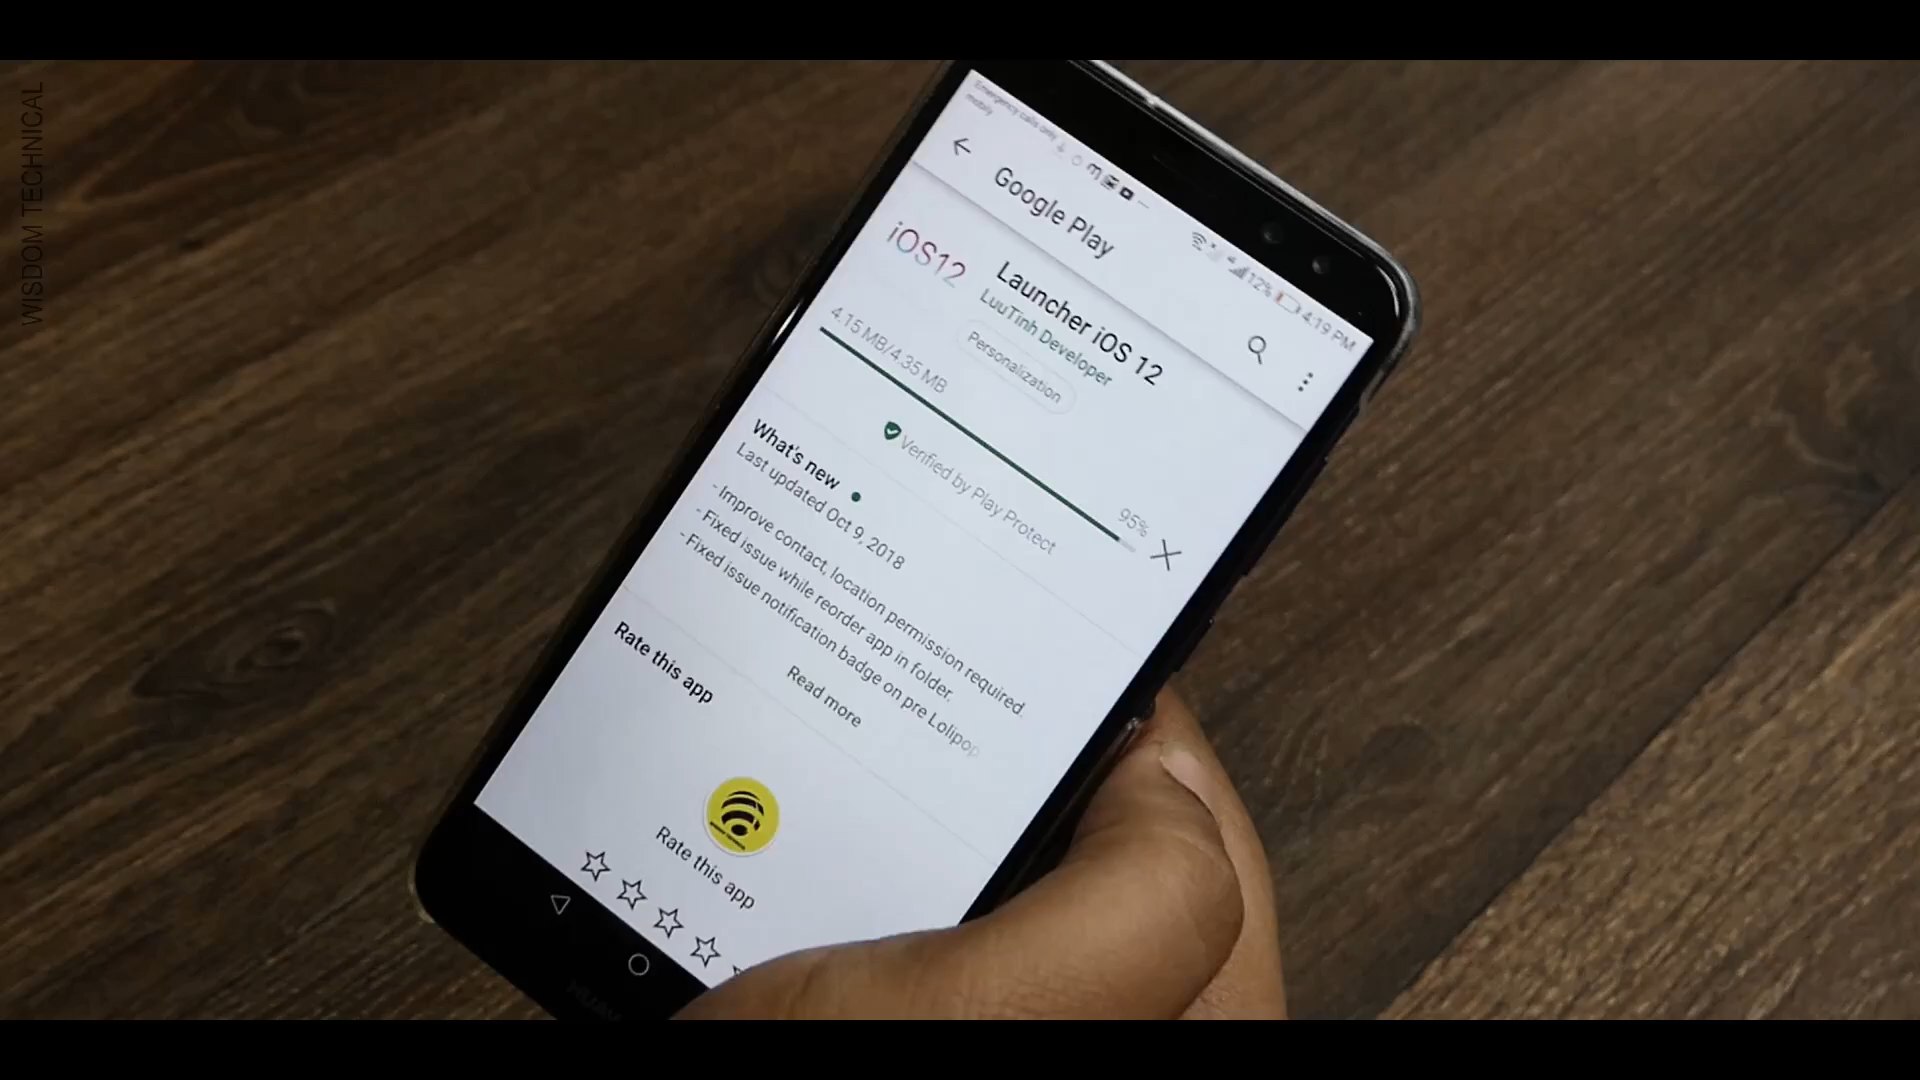 WISDOM TECHNICAL
Emergency calls only
mobily
12% 4:19 PM
Google Play
iOS12
Launcher iOS 12
LuuTinh Developer
Personalization
4.15 MB/4.35 MB
95%
Verified by Play Protect
What's new
Last updated Oct 9, 2018
- Improve contact, location permission required.
- Fixed issue while reorder app in folder.
- Fixed issue notification badge on pre Lolipop
Read more
Rate this app
Rate this app
HUAWEI